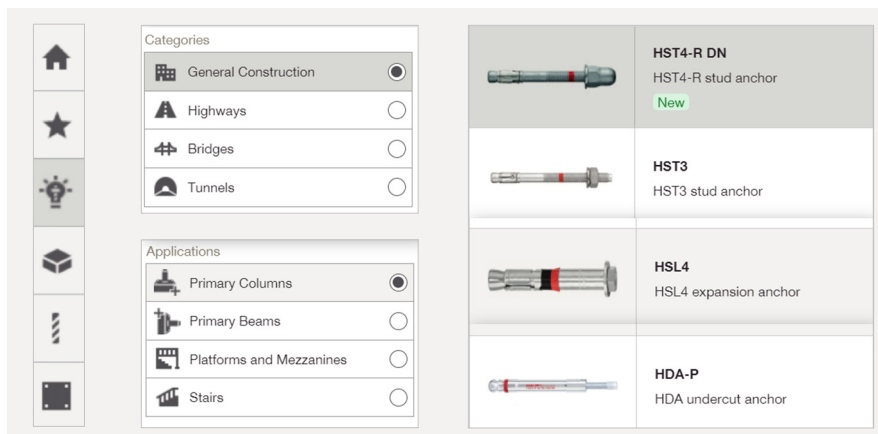 Categories
General Construction
Highways
Bridges
Tunnels
Applications
Primary Columns
Primary Beams
Platforms and Mezzanines
Stairs
HST4-R DN
HST4-R stud anchor
New
HST3
HST3 stud anchor
HSL4
HSL4 expansion anchor
HDA-P
HDA undercut anchor